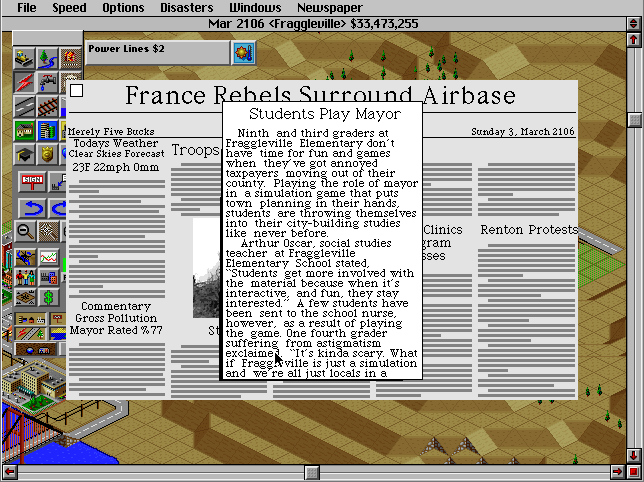 File Speed Options Disasters Windows Newspaper
Mar 2106 <Fraggleville> $33,473,255
Power Lines $2
France Rebels Surround Airbase
Merely Five Bucks
Sunday 3, March 2106
Todays Weather
Clear Skies Forecast
23F 22mph 0mm
Troops
Commentary
Gross Pollution
Mayor Rated %77
Students Play Mayor
Ninth and third graders at
Fraggleville Elementary don't
have time for fun and games
when they've got annoyed
taxpayers moving out of their
county. Playing the role of mayor
in a simulation game that puts
town planning in their hands,
students are throwing themselves
into their city-building studies
like never before.
Arthur Oscar, social studies
teacher at Fraggleville
Elementary School stated,
``Students get more involved with
the material because when it's
interactive, and fun, they stay
interested.'' A few students have
been sent to the school nurse,
however, as a result of playing
the game. One fourth grader
suffering from astigmatism
exclaimed, ``It's kinda scary. What
if Fraggleville is just a simulation
and we're all just locals in a
Clinics
Renton Protests
SIGN